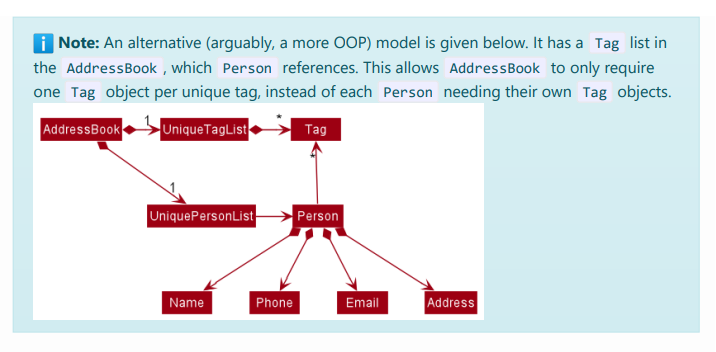 Note: An alternative (arguably, a more OOP) model is given below. It has a Tag list in
the AddressBook , which Person references. This allows AddressBook to only require
one Tag object per unique tag, instead of each Person needing their own Tag objects.
AddressBook 1 UniqueTagList * Tag
*
1
UniquePersonList Person
Name Phone Email Address